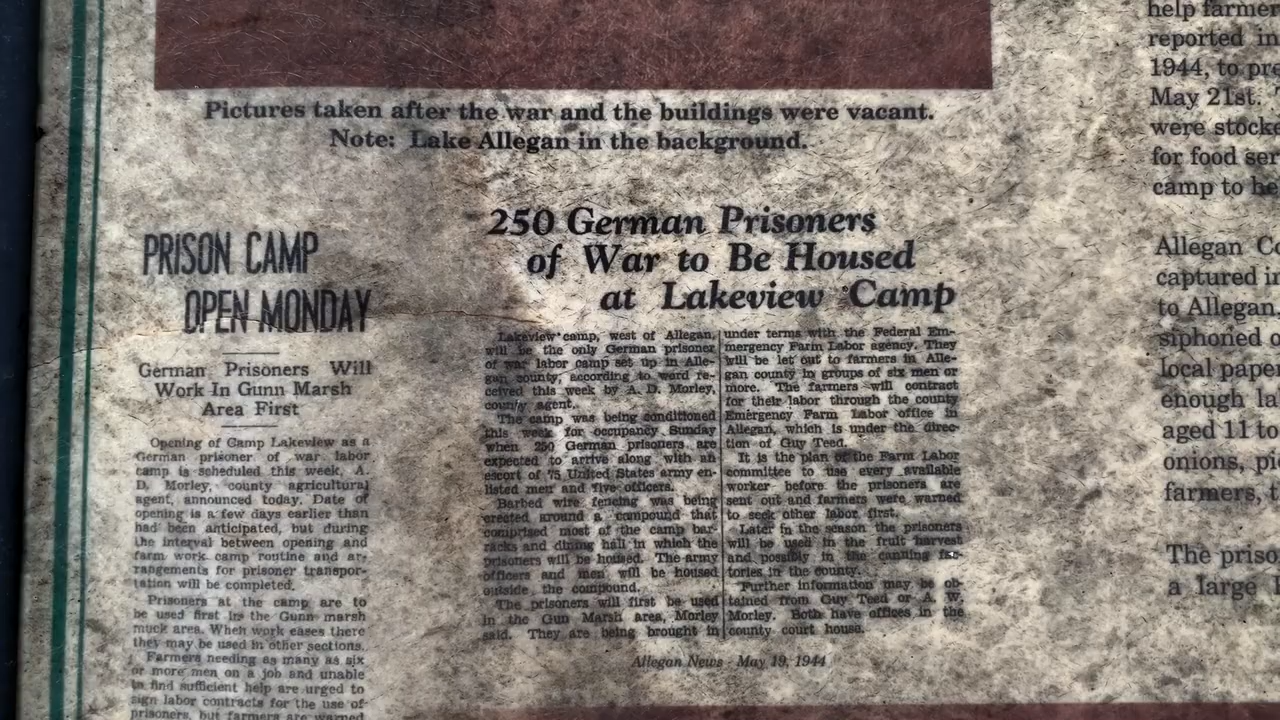 Pictures taken after the war and the buildings were vacant.
Note: Lake Allegan in the background.
PRISON CAMP
OPEN MONDAY
German Prisoners Will
Work In Gunn Marsh
Area First
Opening of Camp Lakeview as a
German prisoner of war labor
camp is scheduled this week, A.
D. Morley, county agricultural
agent, announced today. Date of
opening is a few days earlier than
had been anticipated, but during
the interval between opening and
farm work camp routine and ar-
rangements for prisoner transpor-
tation will be completed.
Prisoners at the camp are to
be used first in the Gunn marsh
muck area. When work eases there
they may be used in other sections.
Farmers needing as many as six
or more men on a job and unable
to find sufficient help are urged to
sign labor contracts for the use of
prisoners, but farmers are warned
250 German Prisoners
of War to Be Housed
at Lakeview Camp
Lakeview camp, west of Allegan,
will be the only German prisoner
of war labor camp set up in Alle-
gan county, according to word re-
ceived this week by A. D. Morley,
county agent.
The camp was being conditioned
this week for occupancy Sunday
when 250 German prisoners are
expected to arrive along with an
escort of 75 United States army en-
listed men and five officers.
Barbed wire fencing was being
erected around a compound that
comprised most of the camp bar-
racks and dining hall in which the
prisoners will be housed. The army
officers and men will be housed
outside the compound.
The prisoners will first be used
in the Gun Marsh area, Morley
said. They are being brought in
under terms with the Federal Em-
mergency Farm Labor agency. They
will be let out to farmers in Alle-
gan county in groups of six men or
more. The farmers will contract
for their labor through the county
Emergency Farm Labor office in
Allegan, which is under the direc-
tion of Guy Teed.
It is the plan of the Farm Labor
committee to use every available
worker before the prisoners are
sent out and farmers were warned
to seek other labor first.
Later in the season the prisoners
will be used in the fruit harvest
and possibly in the canning fac-
tories in the county.
Further information may be ob-
tained from Guy Teed or A. W.
Morley. Both have offices in the
county court house.
Allegan News - May 19, 1944
help farmer
reported in
1944, to pre
May 21st.
were stocke
for food ser
camp to be
Allegan Co
captured in
to Allegan.
siphoned o
local paper
enough la
aged 11 to
onions, pic
farmers, t
The priso
a large